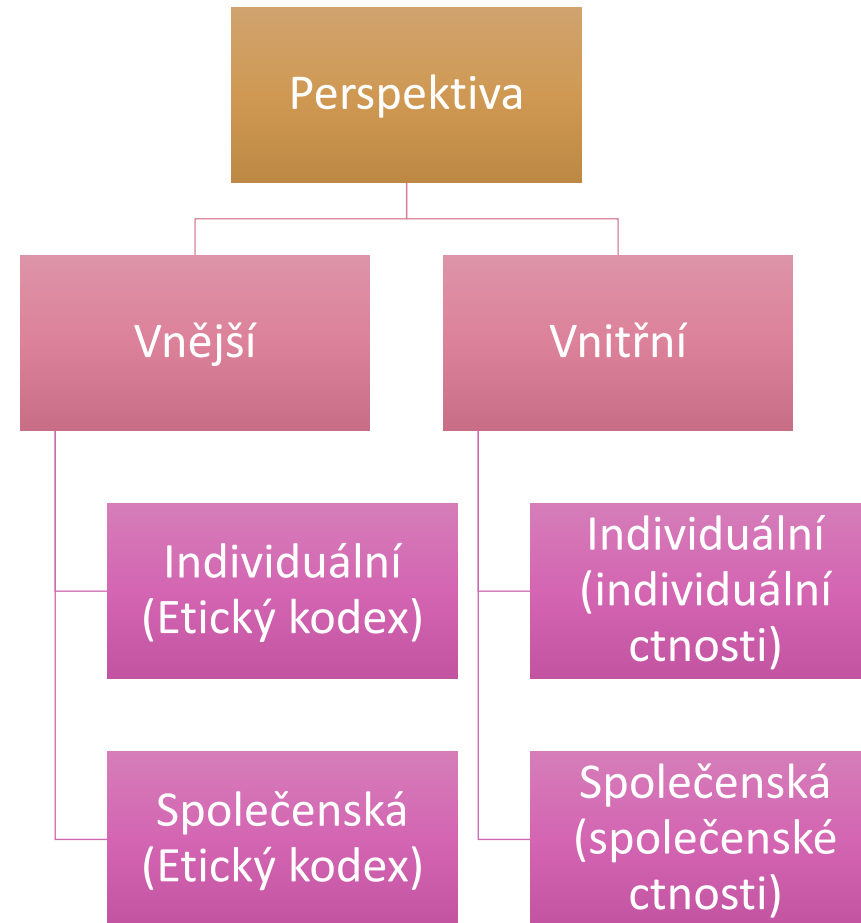 Perspektiva
Vnější
Vnitřní
Individuální
(Etický kodex)
Individuální
(individuální
ctnosti)
Společenská
(Etický kodex)
Společenská
(společenské
ctnosti)